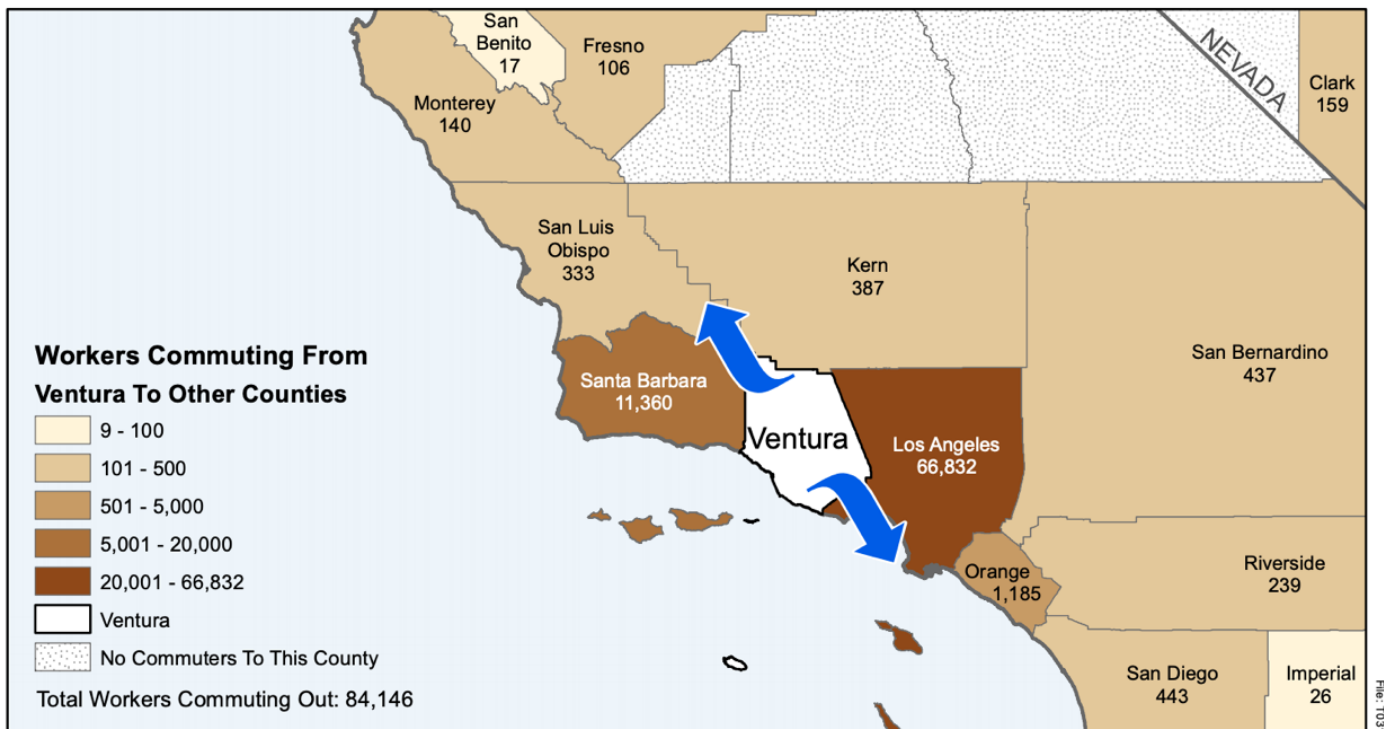 San
Benito
17
Fresno
106
NEVADA
Clark
159
Monterey
140
San Luis
Obispo
333
Kern
387
San Bernardino
437
Santa Barbara
11,360
Ventura
Los Angeles
66,832
Orange
1,185
Riverside
239
San Diego
443
Imperial
26
Workers Commuting From
Ventura To Other Counties
9 - 100
101 - 500
501 - 5,000
5,001 - 20,000
20,001 - 66,832
Ventura
No Commuters To This County
Total Workers Commuting Out: 84,146